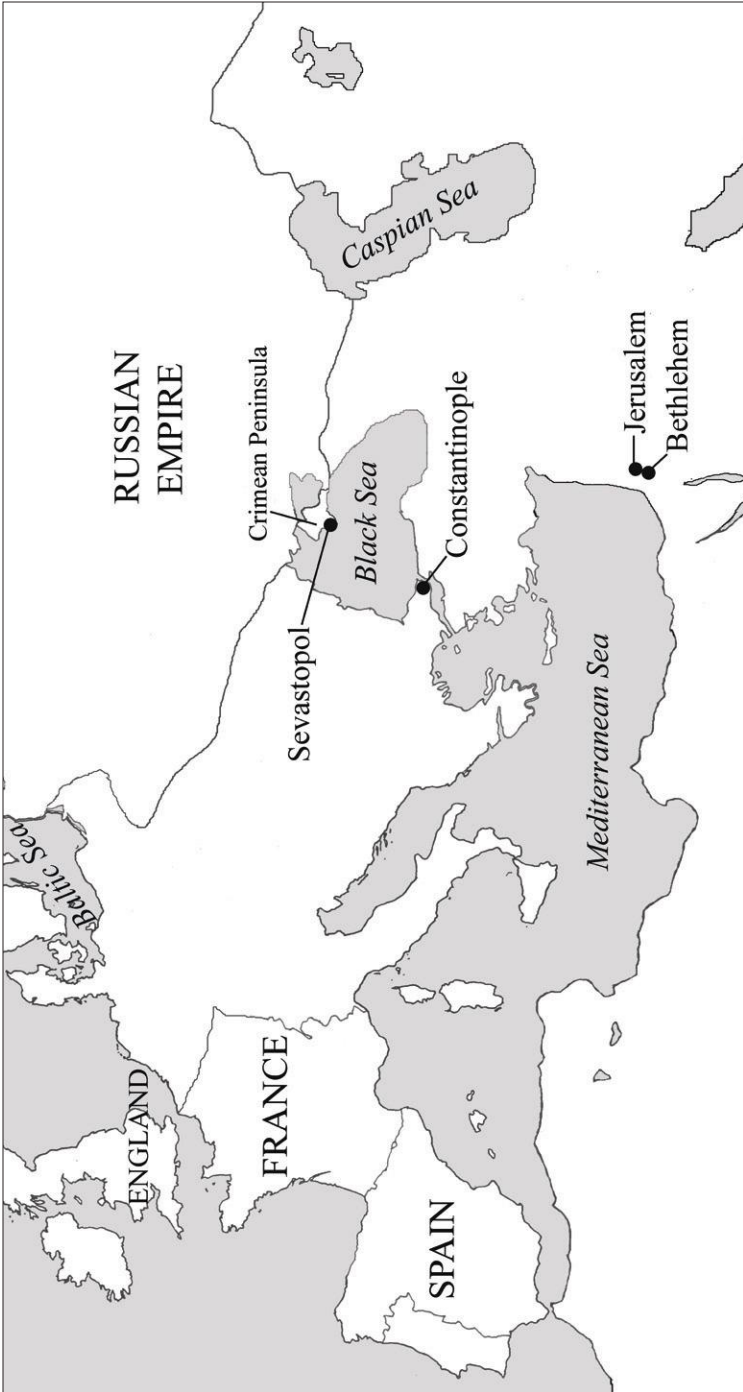 Baltic Sea
RUSSIAN
EMPIRE
ENGLAND
Crimean Peninsula
Caspian Sea
FRANCE
Sevastopol
Black Sea
SPAIN
Constantinople
Mediterranean Sea
Jerusalem
Bethlehem